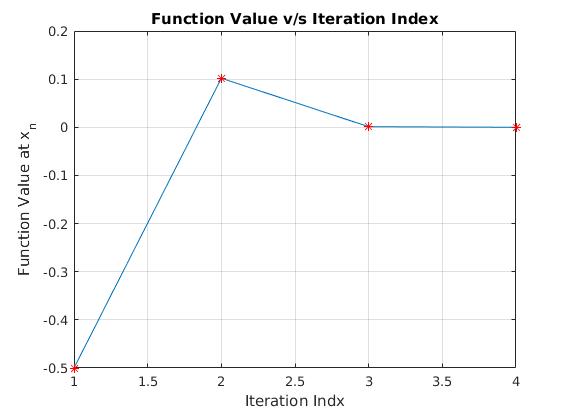 Function Value v/s Iteration Index
0.2
0.1
0
-0.1
-0.2
-0.3
-0.4
-0.5
Function Value at x_n
1 1.5 2 2.5 3 3.5 4
Iteration Indx